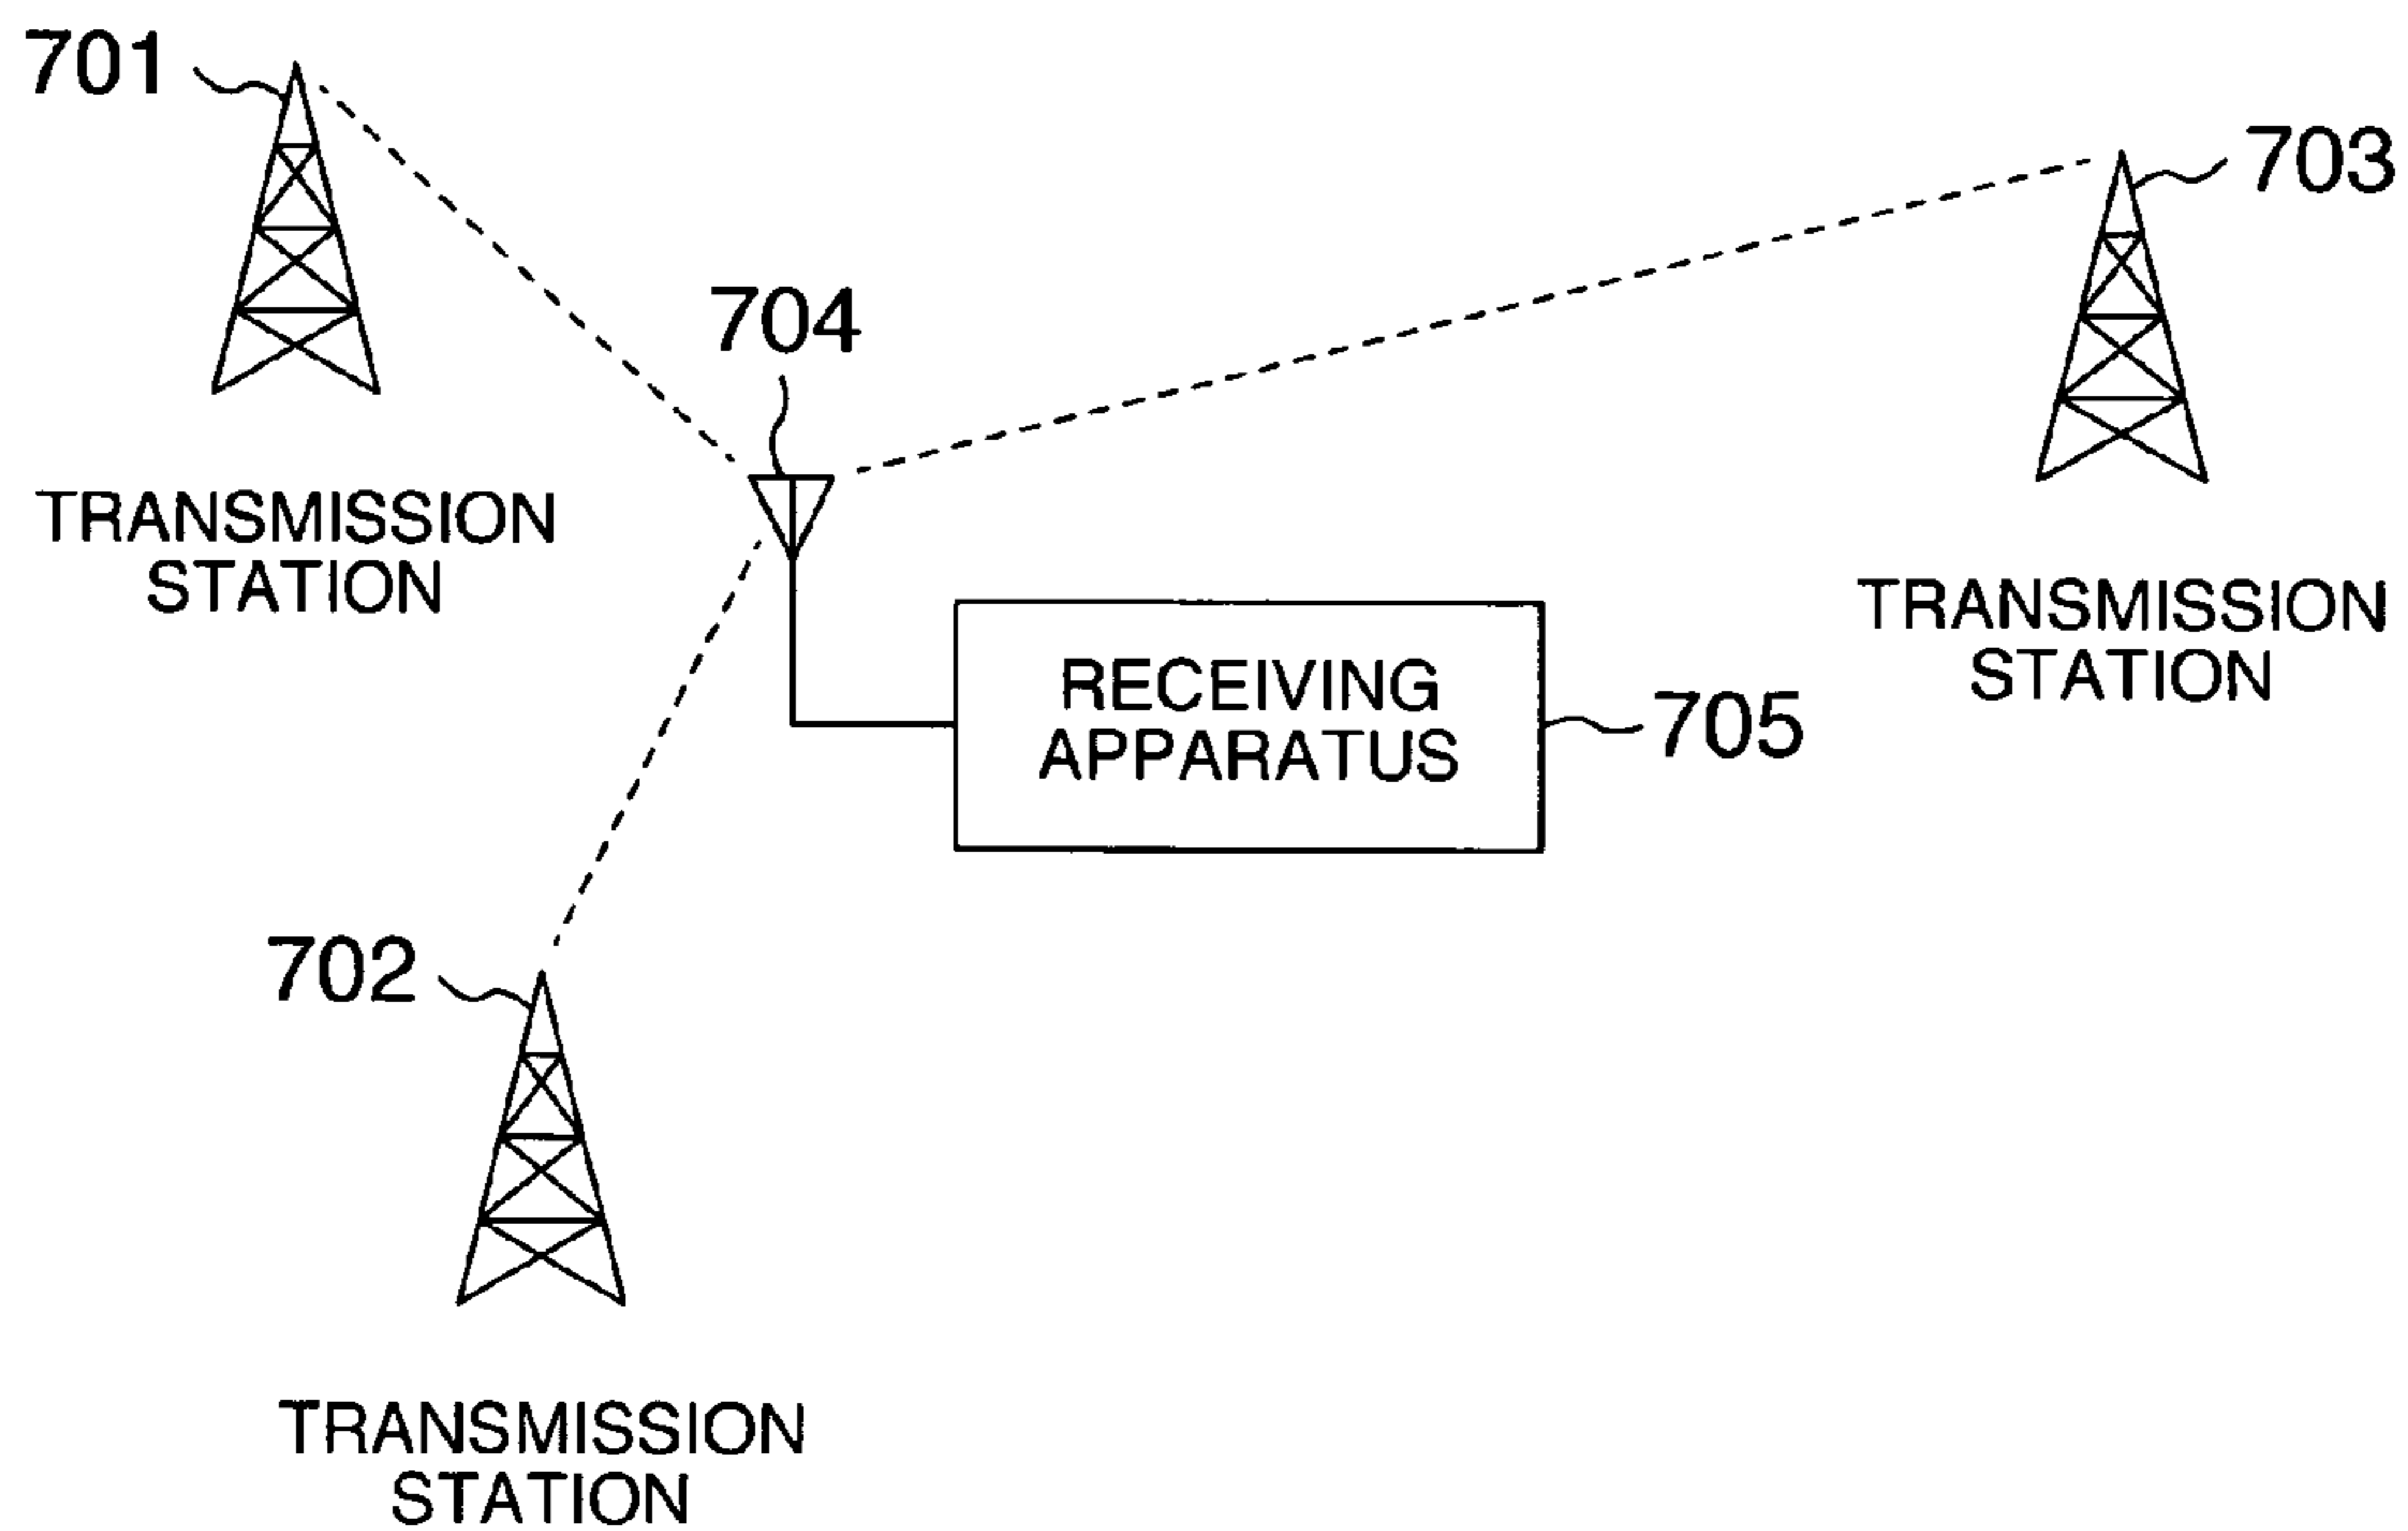 701
703
704
TRANSMISSION
STATION
TRANSMISSION
STATION
RECEIVING
APPARATUS
705
702
TRANSMISSION
STATION